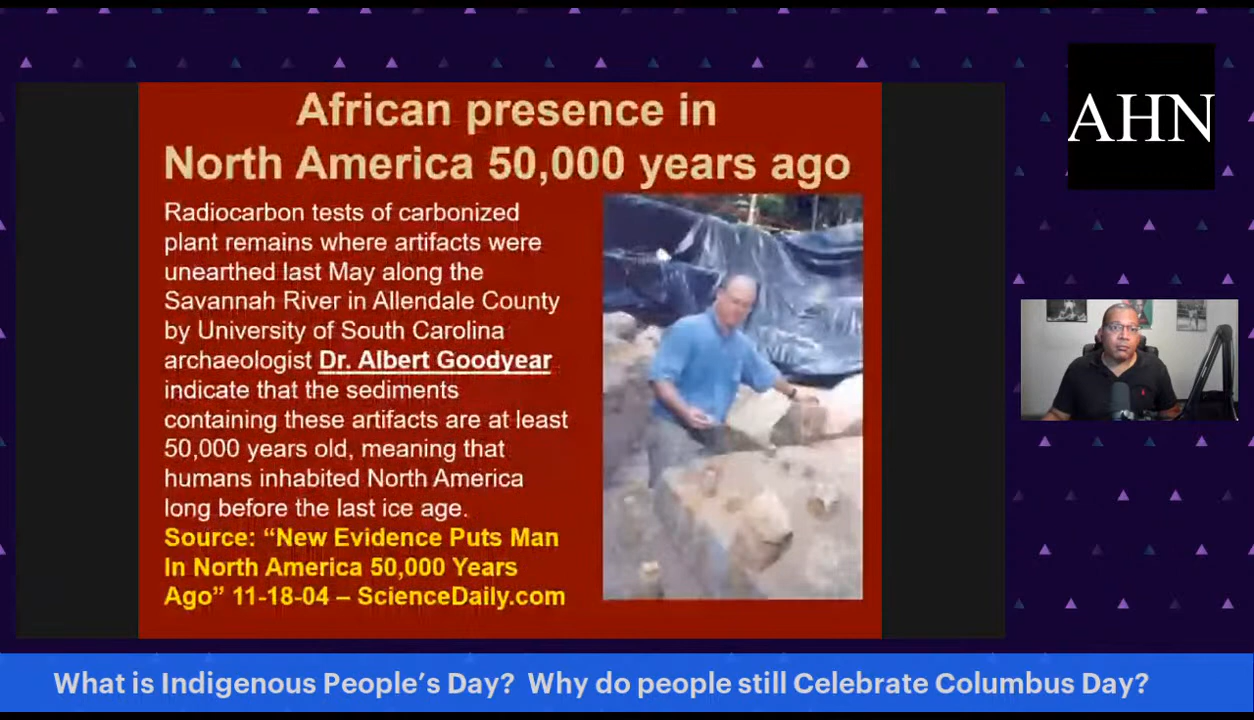 African presence in
North America 50,000 years ago
Radiocarbon tests of carbonized
plant remains where artifacts were
unearthed last May along the
Savannah River in Allendale County
by University of South Carolina
archaeologist Dr. Albert Goodyear
indicate that the sediments
containing these artifacts are at least
50,000 years old, meaning that
humans inhabited North America
long before the last ice age.
Source: “New Evidence Puts Man
In North America 50,000 Years
Ago” 11-18-04 – ScienceDaily.com
AHN
What is Indigenous People’s Day? Why do people still Celebrate Columbus Day?